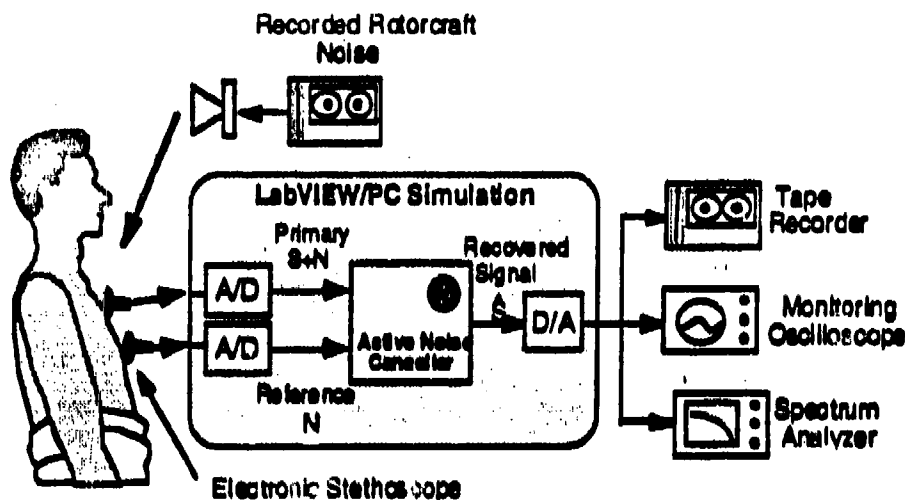 Recorded Rotorcraft
Noise
LabVIEW/PC Simulation
Primary
S+N
Recovered
Signal
Ŝ
A/D
A/D
Active Noise
Canceller
D/A
Reference
N
Tape
Recorder
Monitoring
Oscilloscope
Spectrum
Analyzer
Electronic Stethoscope